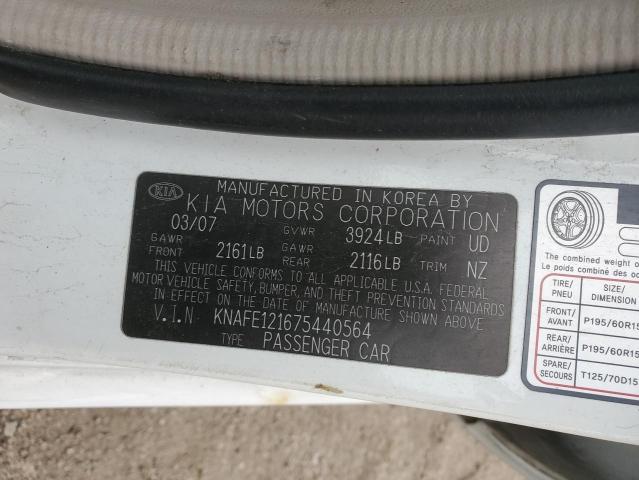 KIA
MANUFACTURED IN KOREA BY
KIA MOTORS CORPORATION
03/07 GVWR 3924LB PAINT UD
GAWR FRONT 2161LB GAWR REAR 2116LB TRIM NZ
THIS VEHICLE CONFORMS TO ALL APPLICABLE U.S.A. FEDERAL
MOTOR VEHICLE SAFETY, BUMPER, AND THEFT PREVENTION STANDARDS
IN EFFECT ON THE DATE OF MANUFACTURE SHOWN ABOVE
V.I.N KNAFE121675440564
TYPE PASSENGER CAR
The combined weight o
Le poids combiné des oc
TIRE/ PNEU SIZE/ DIMENSION
FRONT/ AVANT P195/60R15
REAR/ ARRIÈRE P195/60R15
SPARE/ SECOURS T125/70D15